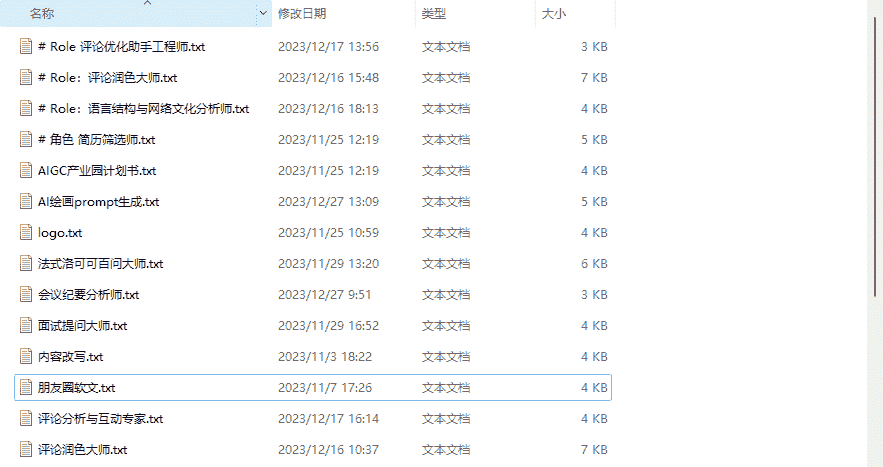 名称 修改日期 类型 大小
# Role 评论优化助手工程师.txt 2023/12/17 13:56 文本文档 3 KB
# Role：评论润色大师.txt 2023/12/16 15:48 文本文档 7 KB
# Role：语言结构与网络文化分析师.txt 2023/12/16 18:13 文本文档 4 KB
# 角色 简历筛选师.txt 2023/11/25 12:19 文本文档 5 KB
AIGC产业园计划书.txt 2023/11/25 12:19 文本文档 4 KB
AI绘画prompt生成.txt 2023/12/27 13:09 文本文档 5 KB
logo.txt 2023/11/25 10:59 文本文档 4 KB
法式洛可可百问大师.txt 2023/11/29 13:20 文本文档 6 KB
会议纪要分析师.txt 2023/12/27 9:51 文本文档 3 KB
面试提问大师.txt 2023/11/29 16:52 文本文档 4 KB
内容改写.txt 2023/11/3 18:22 文本文档 4 KB
朋友圈软文.txt 2023/11/7 17:26 文本文档 4 KB
评论分析与互动专家.txt 2023/12/17 16:14 文本文档 4 KB
评论润色大师.txt 2023/12/16 10:37 文本文档 7 KB